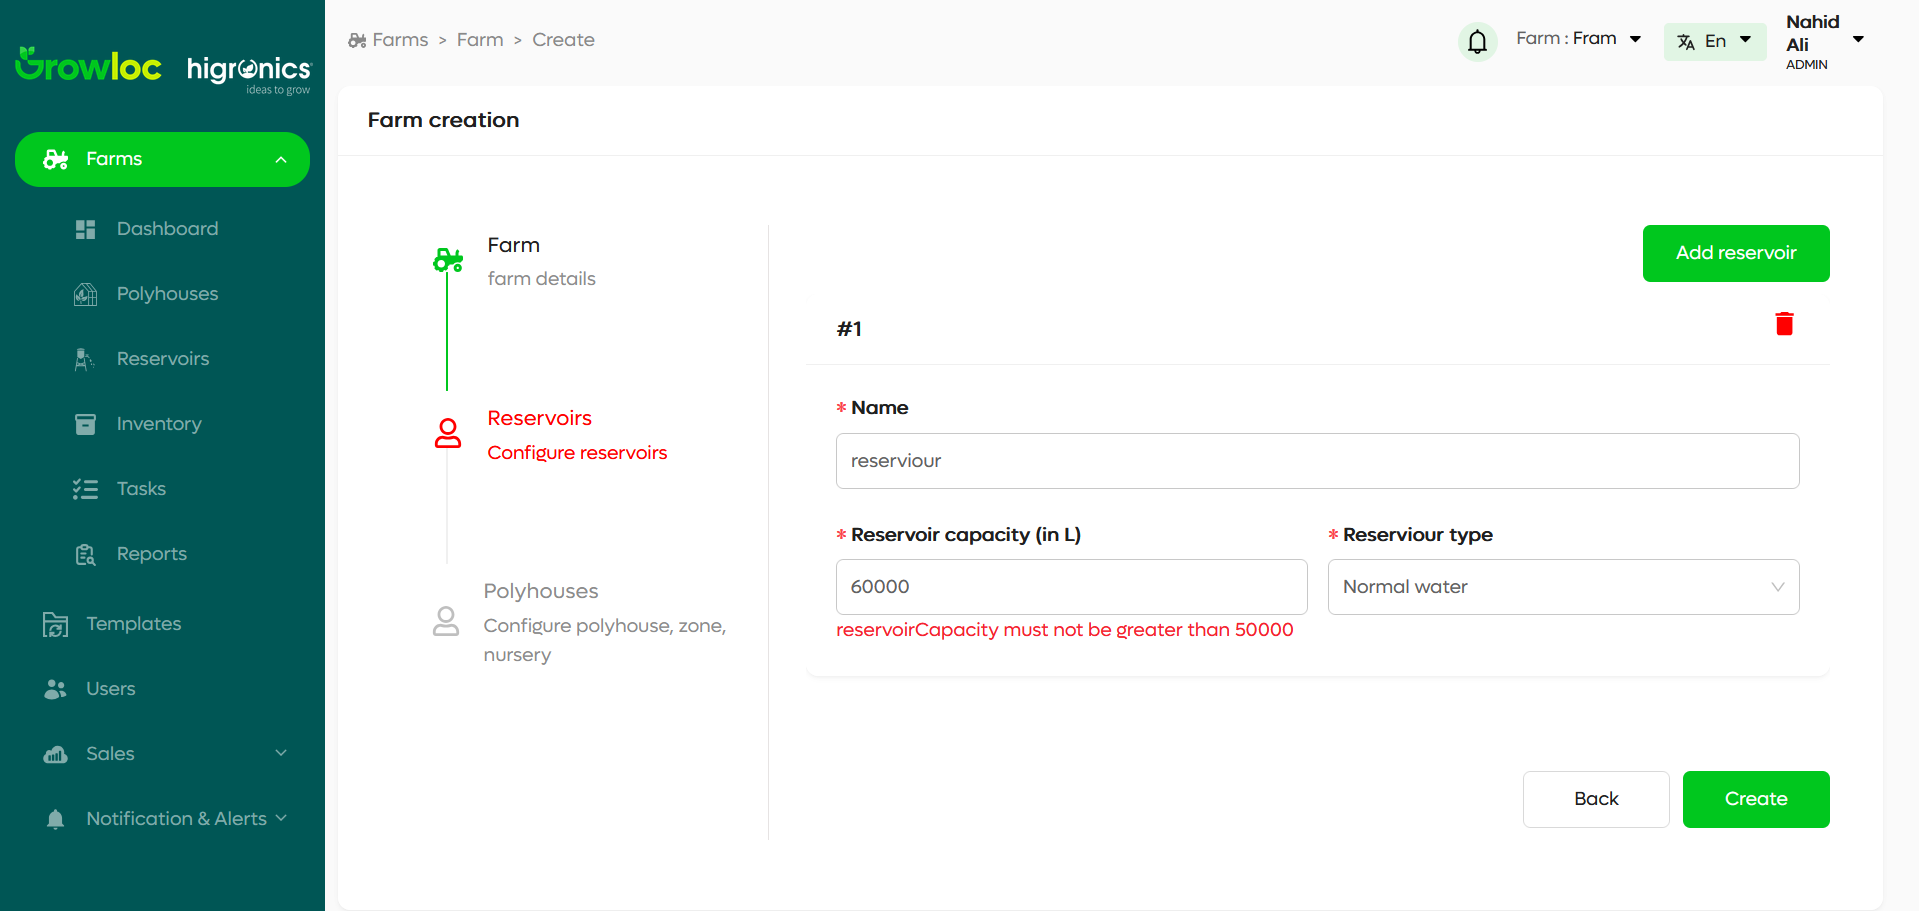 Growloc
higronics
ideas to grow
Farms > Farm > Create
Farm : Fram
En
Nahid
Ali
ADMIN
Farms
Dashboard
Polyhouses
Reservoirs
Inventory
Tasks
Reports
Templates
Users
Sales
Notification & Alerts
Farm creation
Farm
farm details
Reservoirs
Configure reservoirs
Polyhouses
Configure polyhouse, zone,
nursery
Add reservoir
#1
* Name
reserviour
* Reservoir capacity (in L)
* Reserviour type
60000
Normal water
reservoirCapacity must not be greater than 50000
Back
Create